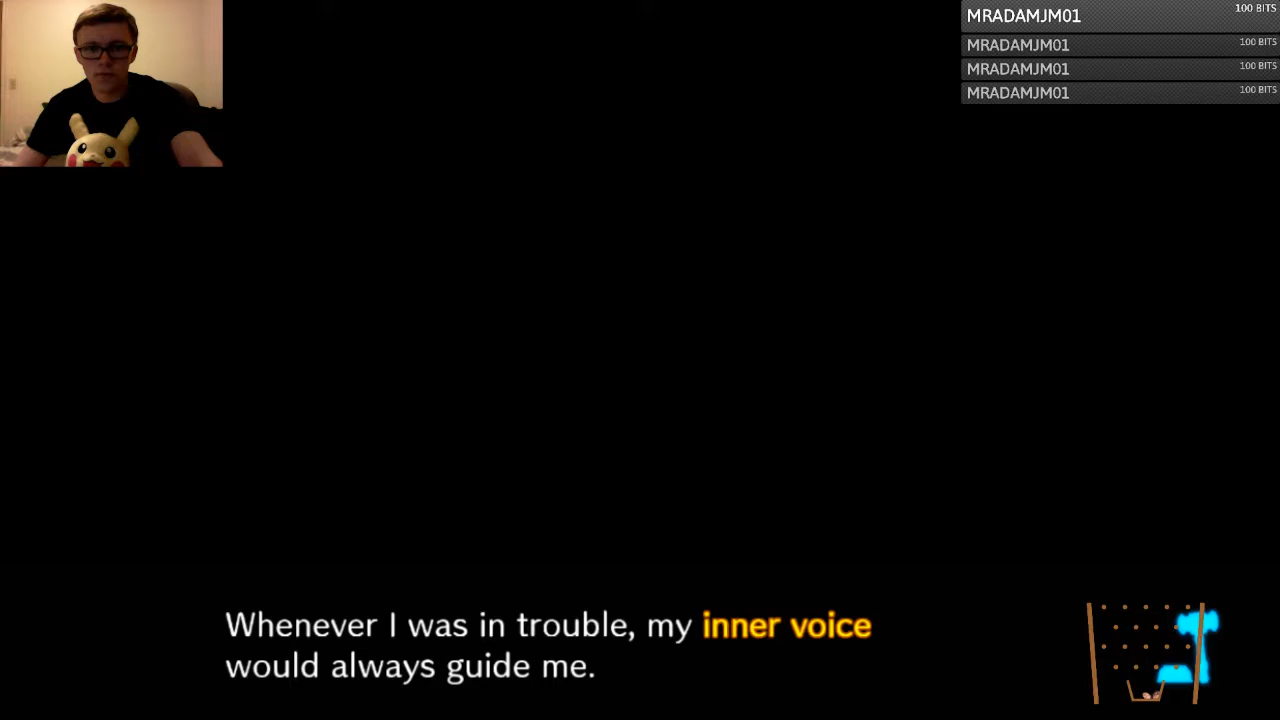 MRADAMJM01 100 BITS
MRADAMJM01 100 BITS
MRADAMJM01 100 BITS
MRADAMJM01 100 BITS
Whenever I was in trouble, my inner voice
would always guide me.